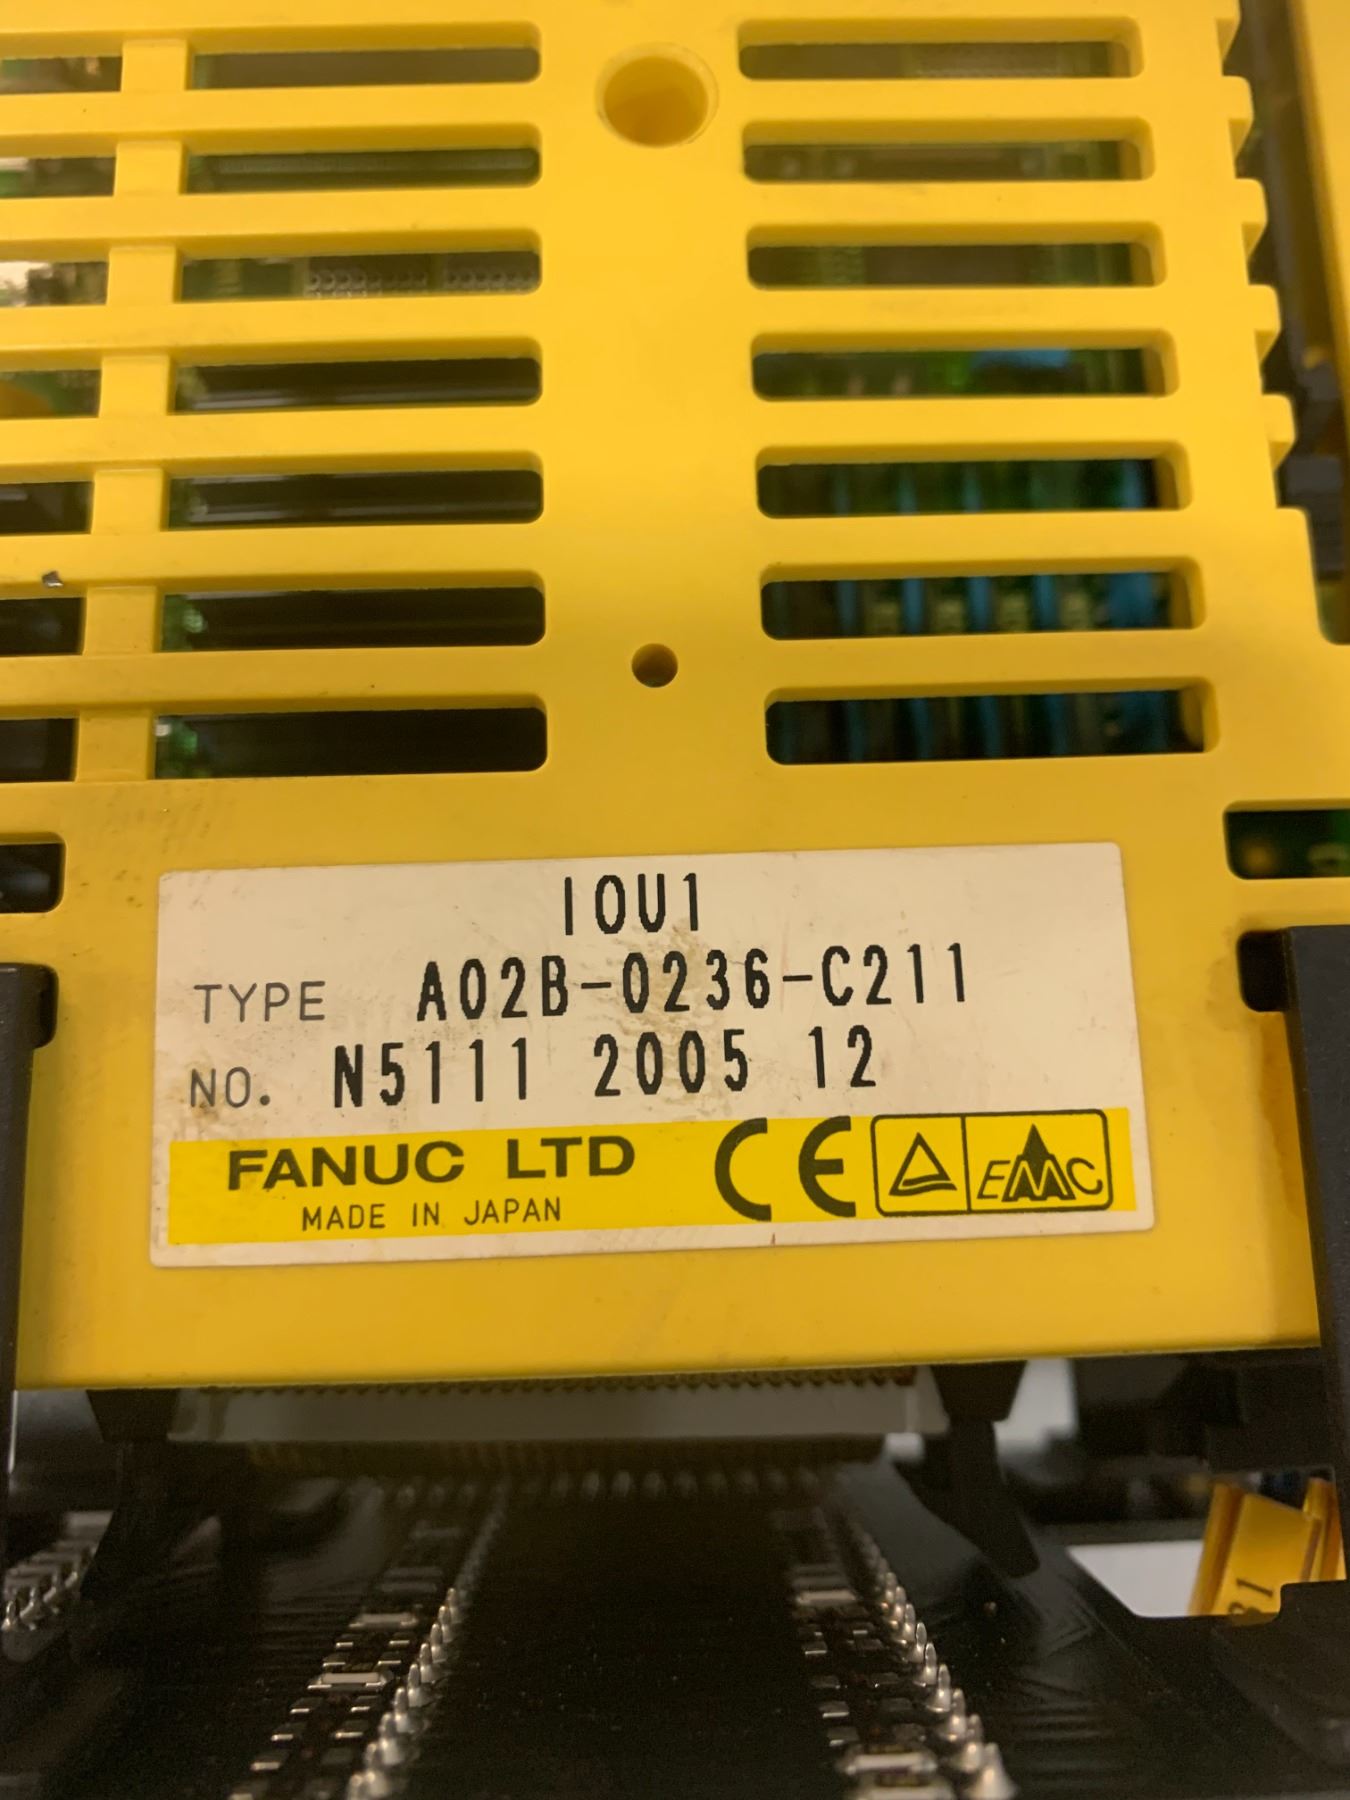 IOU1
TYPE A02B-0236-C211
NO. N5111 2005 12
FANUC LTD CE EMC
MADE IN JAPAN